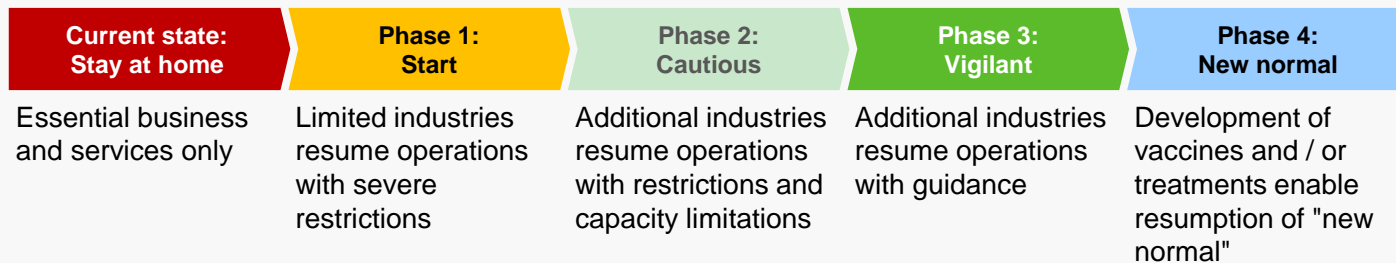 Current state:
Stay at home
Phase 1:
Start
Phase 2:
Cautious
Phase 3:
Vigilant
Phase 4:
New normal
Essential business
and services only
Limited industries
resume operations
with severe
restrictions
Additional industries
resume operations
with restrictions and
capacity limitations
Additional industries
resume operations
with guidance
Development of
vaccines and / or
treatments enable
resumption of "new
normal"